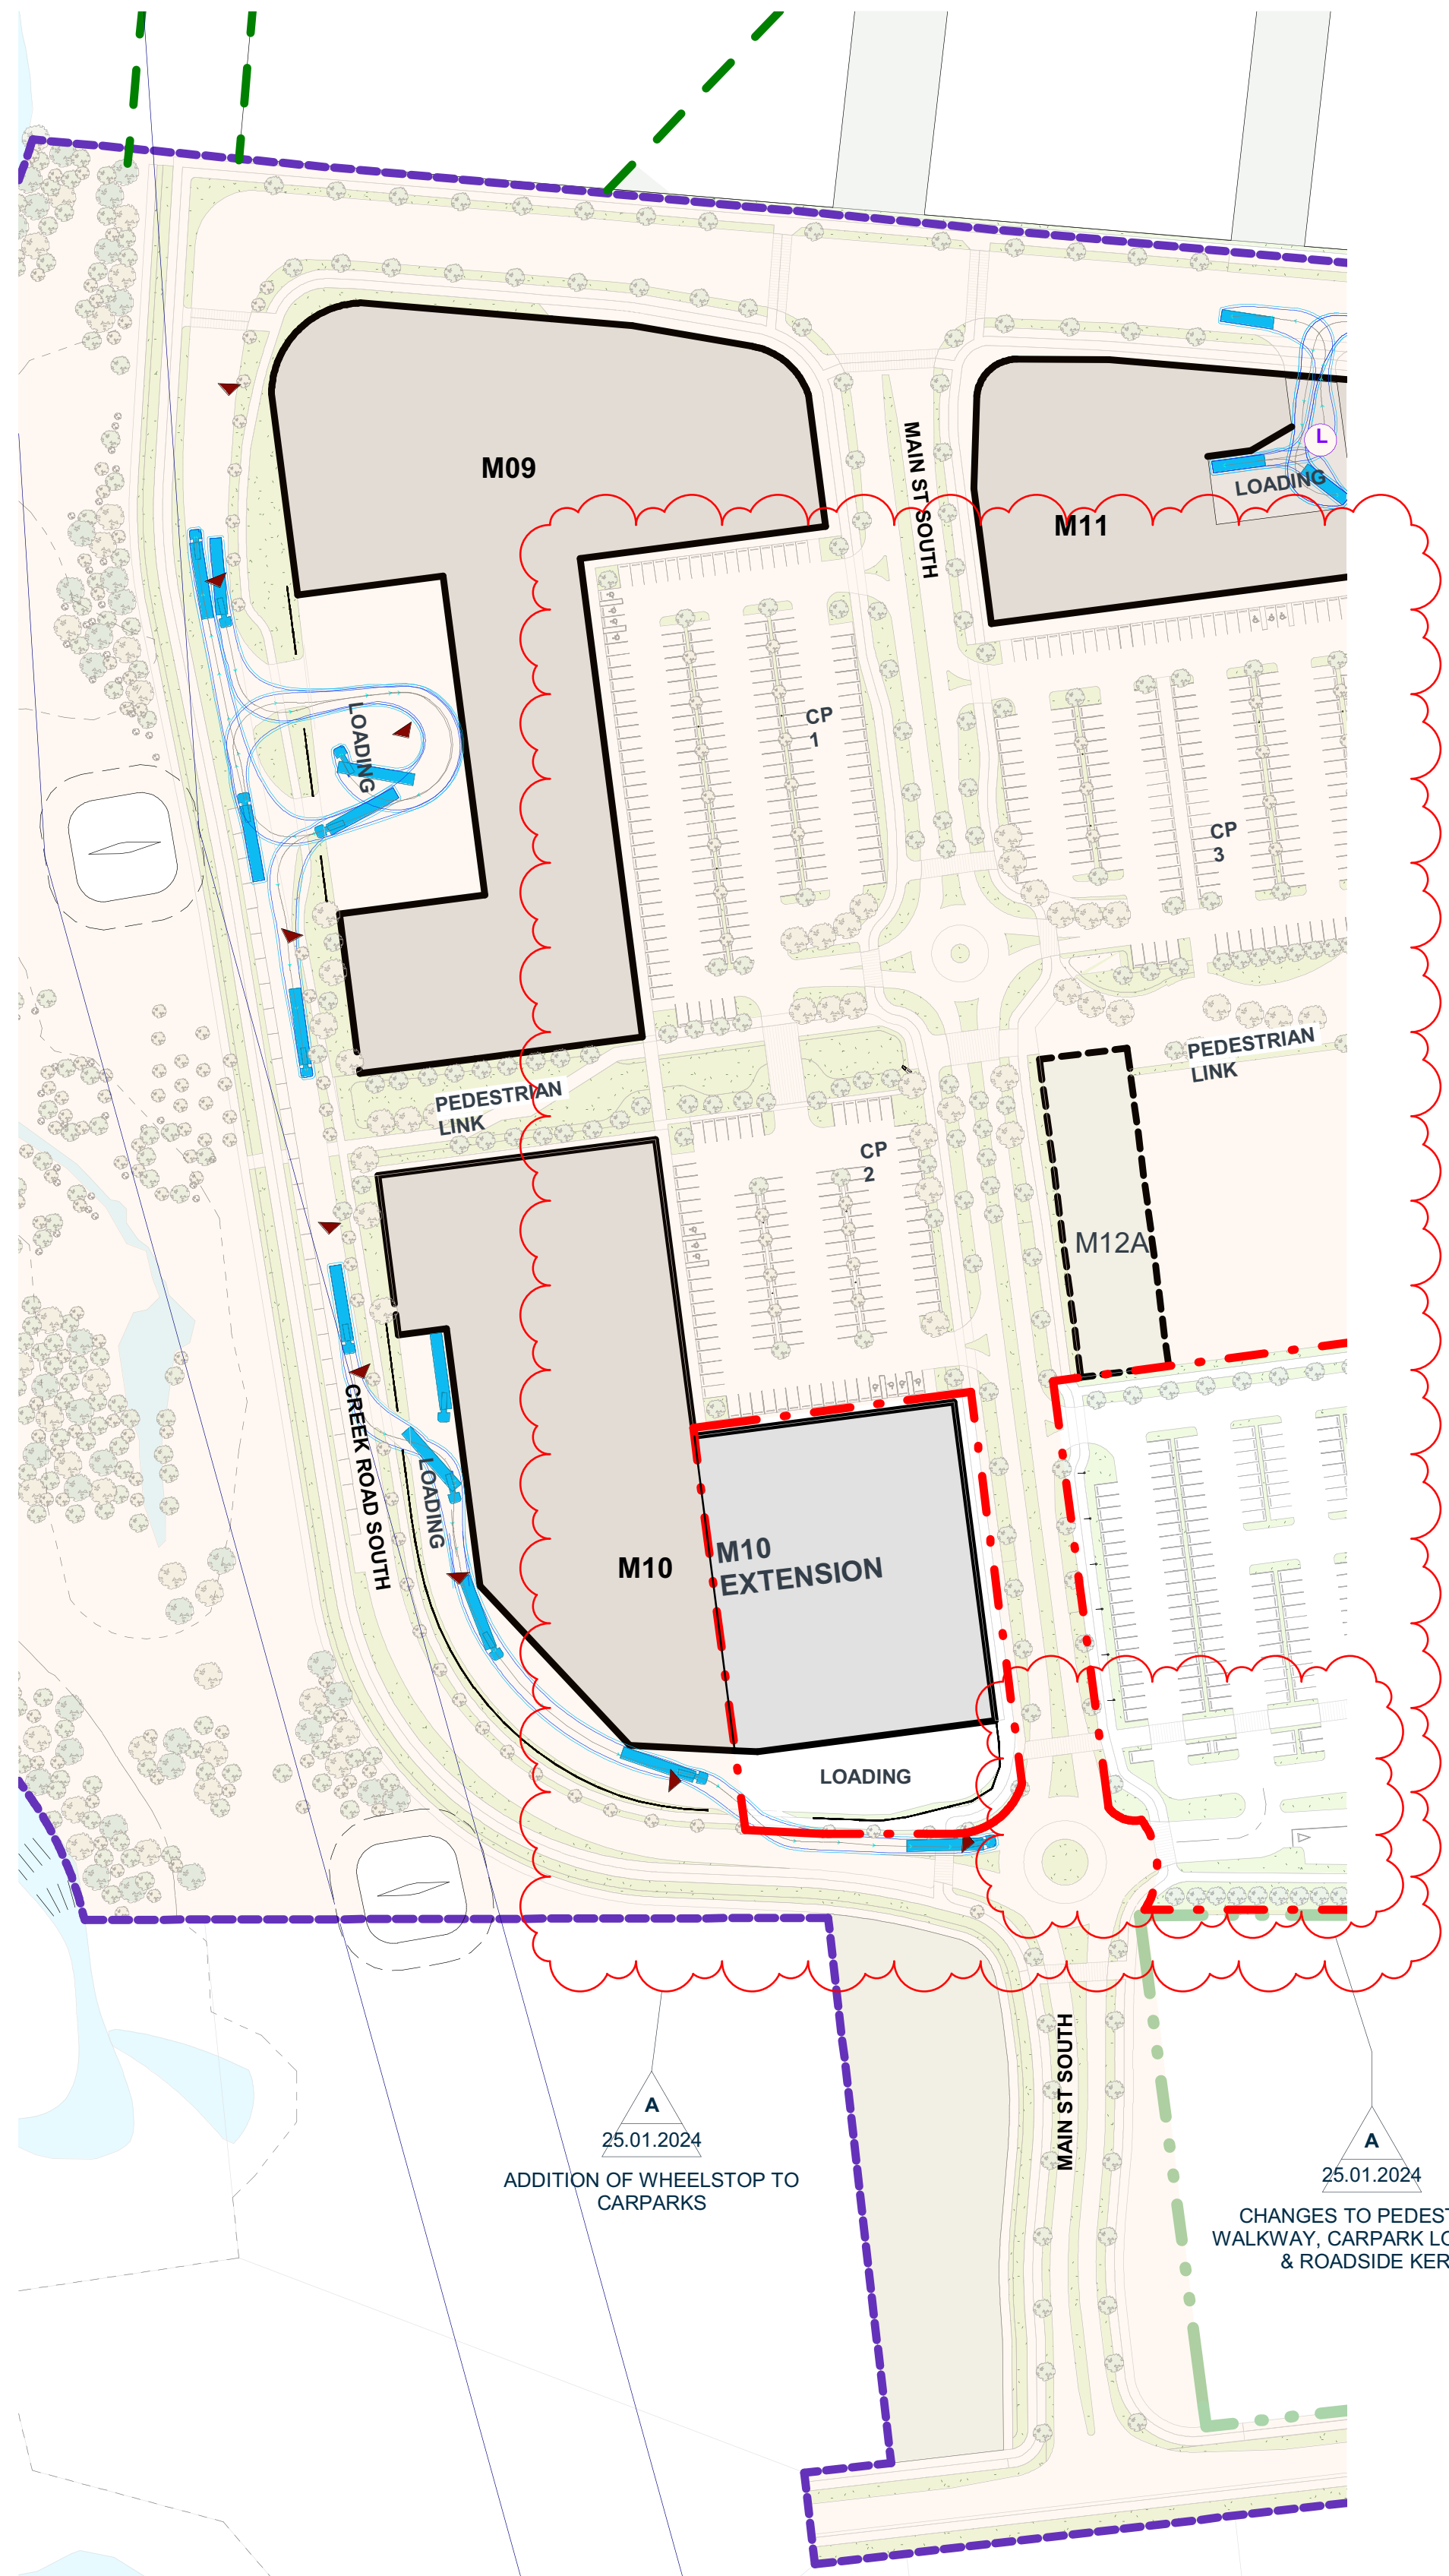 M09
MAIN ST SOUTH
L
LOADING
M11
LOADING
CP
1
CP
3
PEDESTRIAN
LINK
PEDESTRIAN
LINK
CP
2
M12A
CREEK ROAD SOUTH
LOADING
M10
M10
EXTENSION
LOADING
MAIN ST SOUTH
A
25.01.2024
ADDITION OF WHEELSTOP TO
CARPARKS
A
25.01.2024
CHANGES TO PEDEST
WALKWAY, CARPARK LO
& ROADSIDE KER